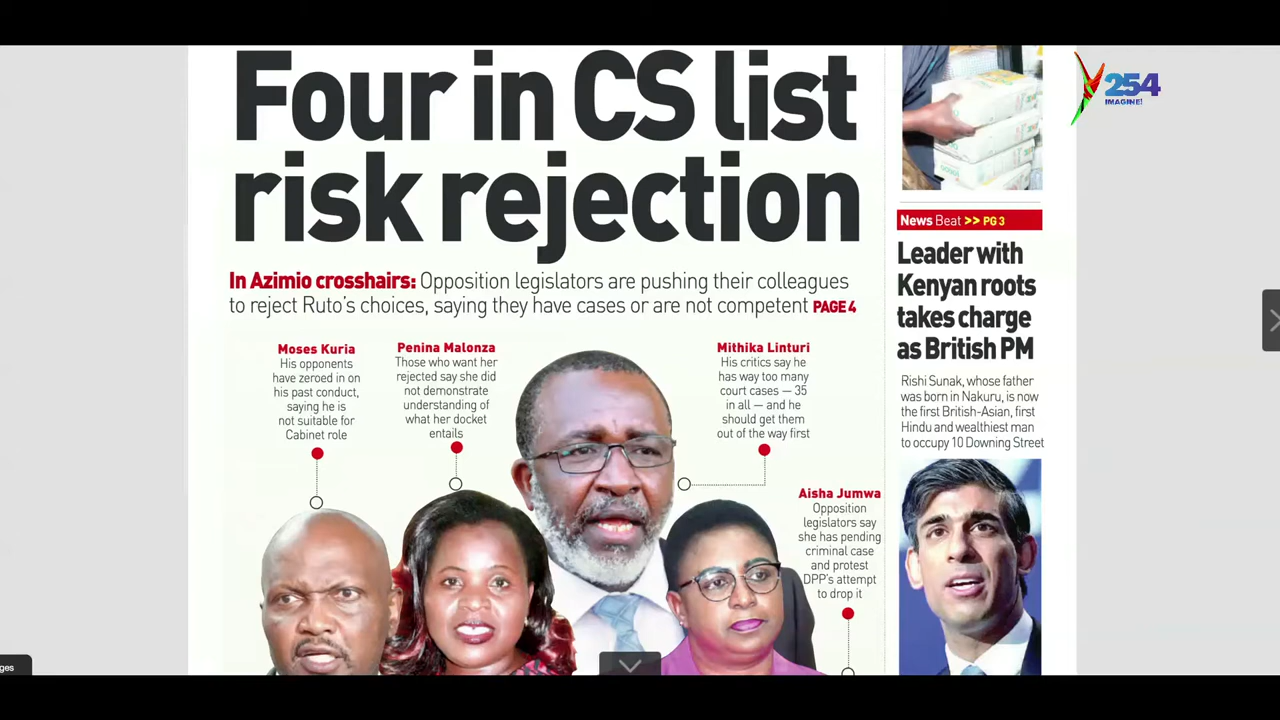 Four in CS list
risk rejection
In Azimio crosshairs: Opposition legislators are pushing their colleagues
to reject Ruto's choices, saying they have cases or are not competent PAGE 4
Moses Kuria
His opponents
have zeroed in on
his past conduct,
saying he is
not suitable for
Cabinet role
Penina Malonza
Those who want her
rejected say she did
not demonstrate
understanding of
what her docket
entails
Mithika Linturi
His critics say he
has way too many
court cases — 35
in all — and he
should get them
out of the way first
Aisha Jumwa
Opposition
legislators say
she has pending
criminal case
and protest
DPP's attempt
to drop it
News Beat >> PG 3
Leader with
Kenyan roots
takes charge
as British PM
Rishi Sunak, whose father
was born in Nakuru, is now
the first British-Asian, first
Hindu and wealthiest man
to occupy 10 Downing Street
Y 254
IMAGINE!
ges